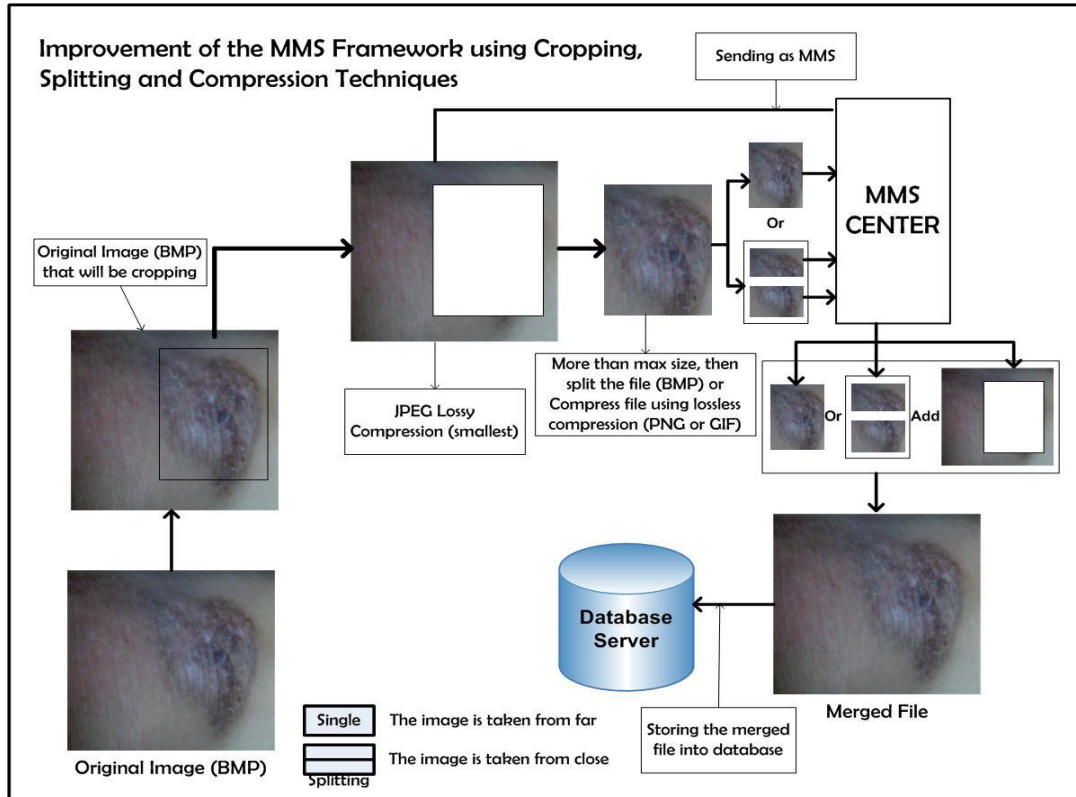 Improvement of the MMS Framework using Cropping,
Splitting and Compression Techniques
Sending as MMS
MMS
CENTER
Or
Original Image (BMP)
that will be cropping
JPEG Lossy
Compression (smallest)
More than max size, then
split the file (BMP) or
Compress file using lossless
compression (PNG or GIF)
Or
Add
Database
Server
Merged File
Storing the merged
file into database
Single
The image is taken from far
The image is taken from close
Splitting
Original Image (BMP)